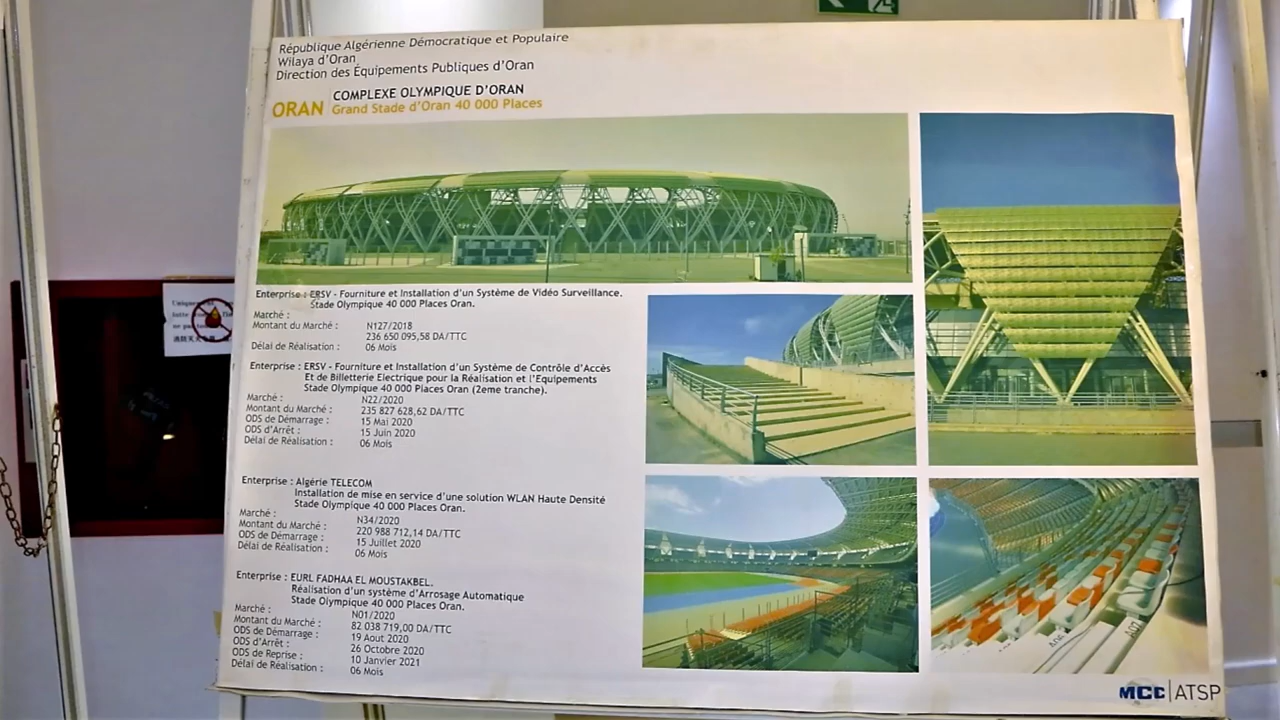 République Algérienne Démocratique et Populaire
Wilaya d'Oran
Direction des Équipements Publiques d'Oran
ORAN
COMPLEXE OLYMPIQUE D'ORAN
Grand Stade d'Oran 40 000 Places
Enterprise : ERSV - Fourniture et Installation d'un Système de Vidéo Surveillance.
Stade Olympique 40 000 Places Oran.
Marché : N127/2018
Montant du Marché : 236 650 095,58 DA/TTC
Délai de Réalisation : 06 Mois
Enterprise : ERSV - Fourniture et Installation d'un Système de Contrôle d'Accès
Et de Billetterie Electrique pour la Réalisation et l'Equipements
Stade Olympique 40 000 Places Oran (2eme tranche).
Marché : N22/2020
Montant du Marché : 235 827 628,62 DA/TTC
ODS de Démarrage : 15 Mai 2020
ODS d'Arrêt : 15 Juin 2020
Délai de Réalisation : 06 Mois
Enterprise : Algérie TELECOM
Installation de mise en service d'une solution WLAN Haute Densité
Stade Olympique 40 000 Places Oran.
Marché : N34/2020
Montant du Marché : 220 988 712,14 DA/TTC
ODS de Démarrage : 15 Juillet 2020
Délai de Réalisation : 06 Mois
Enterprise : EURL FADHAA EL MOUSTAKBEL.
Réalisation d'un système d'Arrosage Automatique
Stade Olympique 40 000 Places Oran.
Marché : N01/2020
Montant du Marché : 82 038 719,00 DA/TTC
ODS de Démarrage : 19 Aout 2020
ODS d'Arrêt : 26 Octobre 2020
ODS de Reprise : 10 Janvier 2021
Délai de Réalisation : 06 Mois
A07
MCC | ATSP